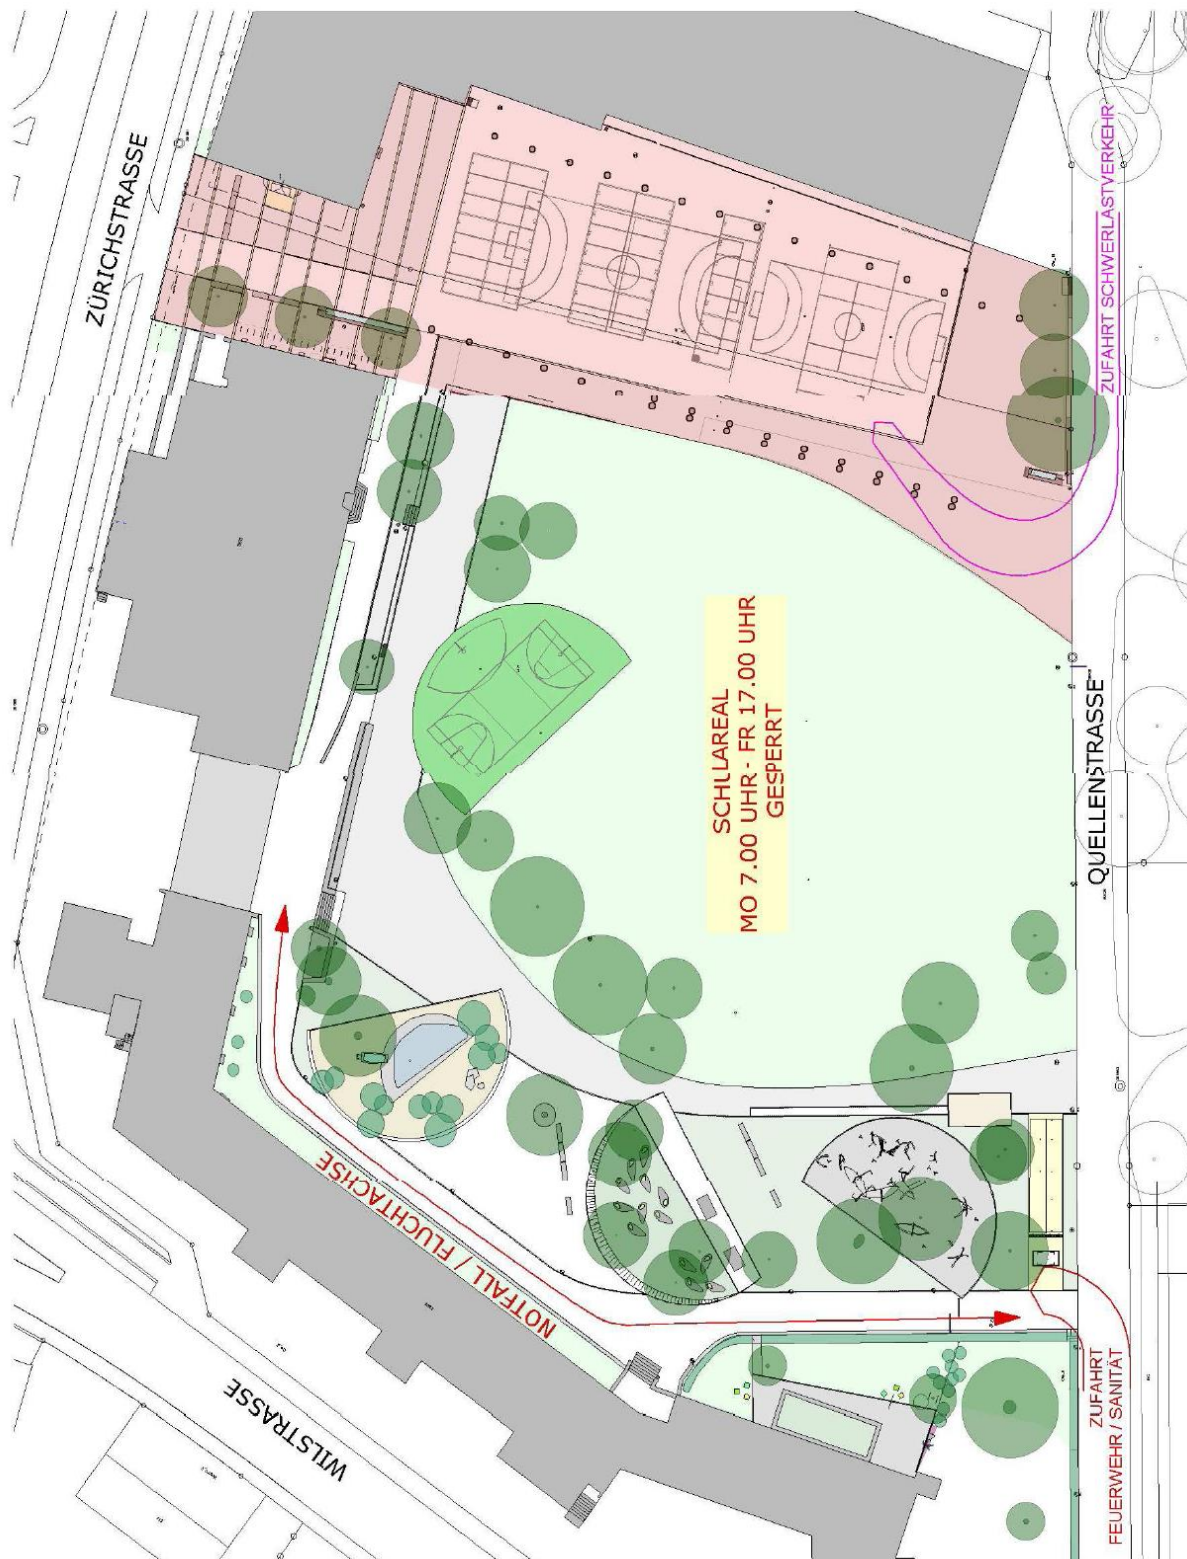 ZÜRICHSTRASSE
ZUFAHRT SCHWERLASTVERKEHR
SCHULAREAL
MO 7.00 UHR - FR 17.00 UHR
GESPERRT
QUELLENSTRASSE
NOTFALL / FLUCHTACHSE
WILSTRASSE
ZUFAHRT
FEUERWEHR / SANITÄT